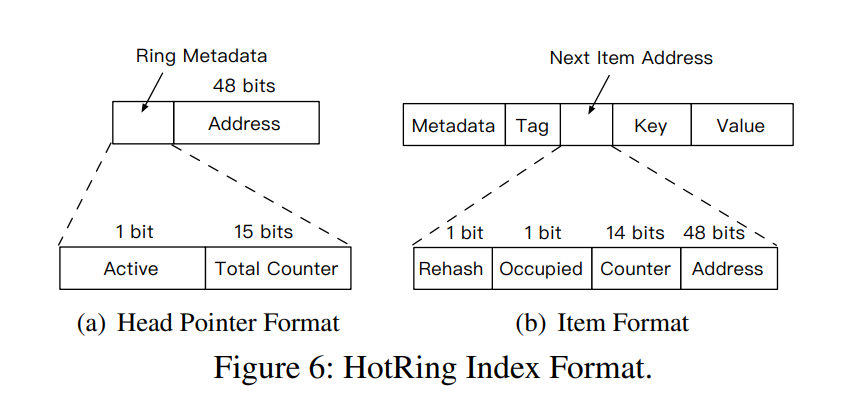 Ring Metadata
48 bits
Address
1 bit
15 bits
Active
Total Counter
(a) Head Pointer Format
Next Item Address
Metadata
Tag
Key
Value
1 bit
1 bit
14 bits
48 bits
Rehash
Occupied
Counter
Address
(b) Item Format
Figure 6: HotRing Index Format.